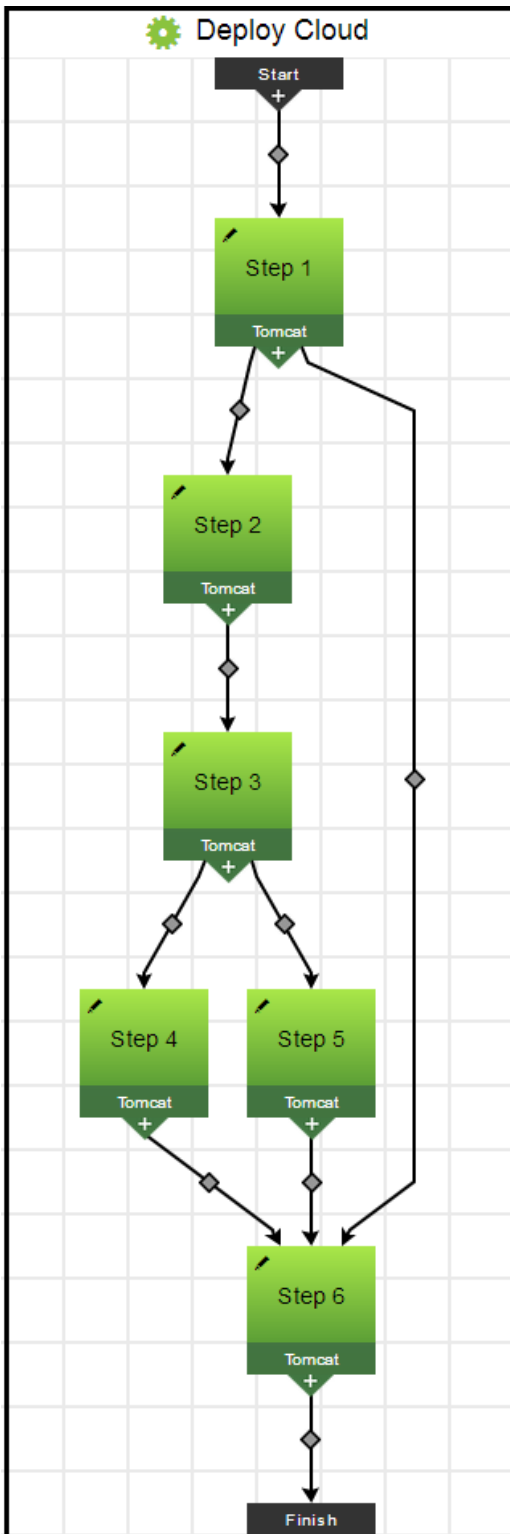 Deploy Cloud
Start
+
Step 1
Tomcat
+
Step 2
Tomcat
+
Step 3
Tomcat
+
Step 4
Tomcat
+
Step 5
Tomcat
+
Step 6
Tomcat
+
Finish